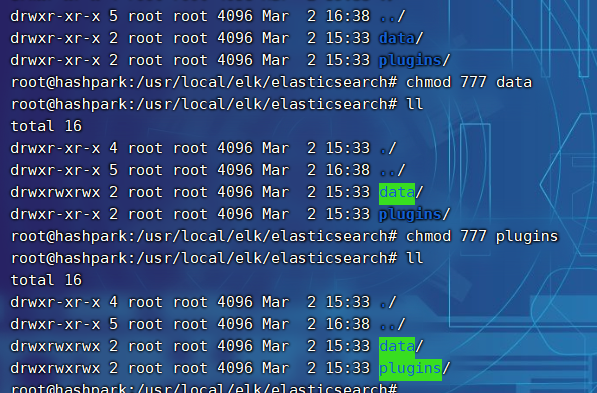 drwxr-xr-x 5 root root 4096 Mar  2 16:38 ../
drwxr-xr-x 2 root root 4096 Mar  2 15:33 data/
drwxr-xr-x 2 root root 4096 Mar  2 15:33 plugins/
root@hashpark:/usr/local/elk/elasticsearch# chmod 777 data
root@hashpark:/usr/local/elk/elasticsearch# ll
total 16
drwxr-xr-x 4 root root 4096 Mar  2 15:33 ./
drwxr-xr-x 5 root root 4096 Mar  2 16:38 ../
drwxrwxrwx 2 root root 4096 Mar  2 15:33 data/
drwxr-xr-x 2 root root 4096 Mar  2 15:33 plugins/
root@hashpark:/usr/local/elk/elasticsearch# chmod 777 plugins
root@hashpark:/usr/local/elk/elasticsearch# ll
total 16
drwxr-xr-x 4 root root 4096 Mar  2 15:33 ./
drwxr-xr-x 5 root root 4096 Mar  2 16:38 ../
drwxrwxrwx 2 root root 4096 Mar  2 15:33 data/
drwxrwxrwx 2 root root 4096 Mar  2 15:33 plugins/
root@hashpark:/usr/local/elk/elasticsearch#